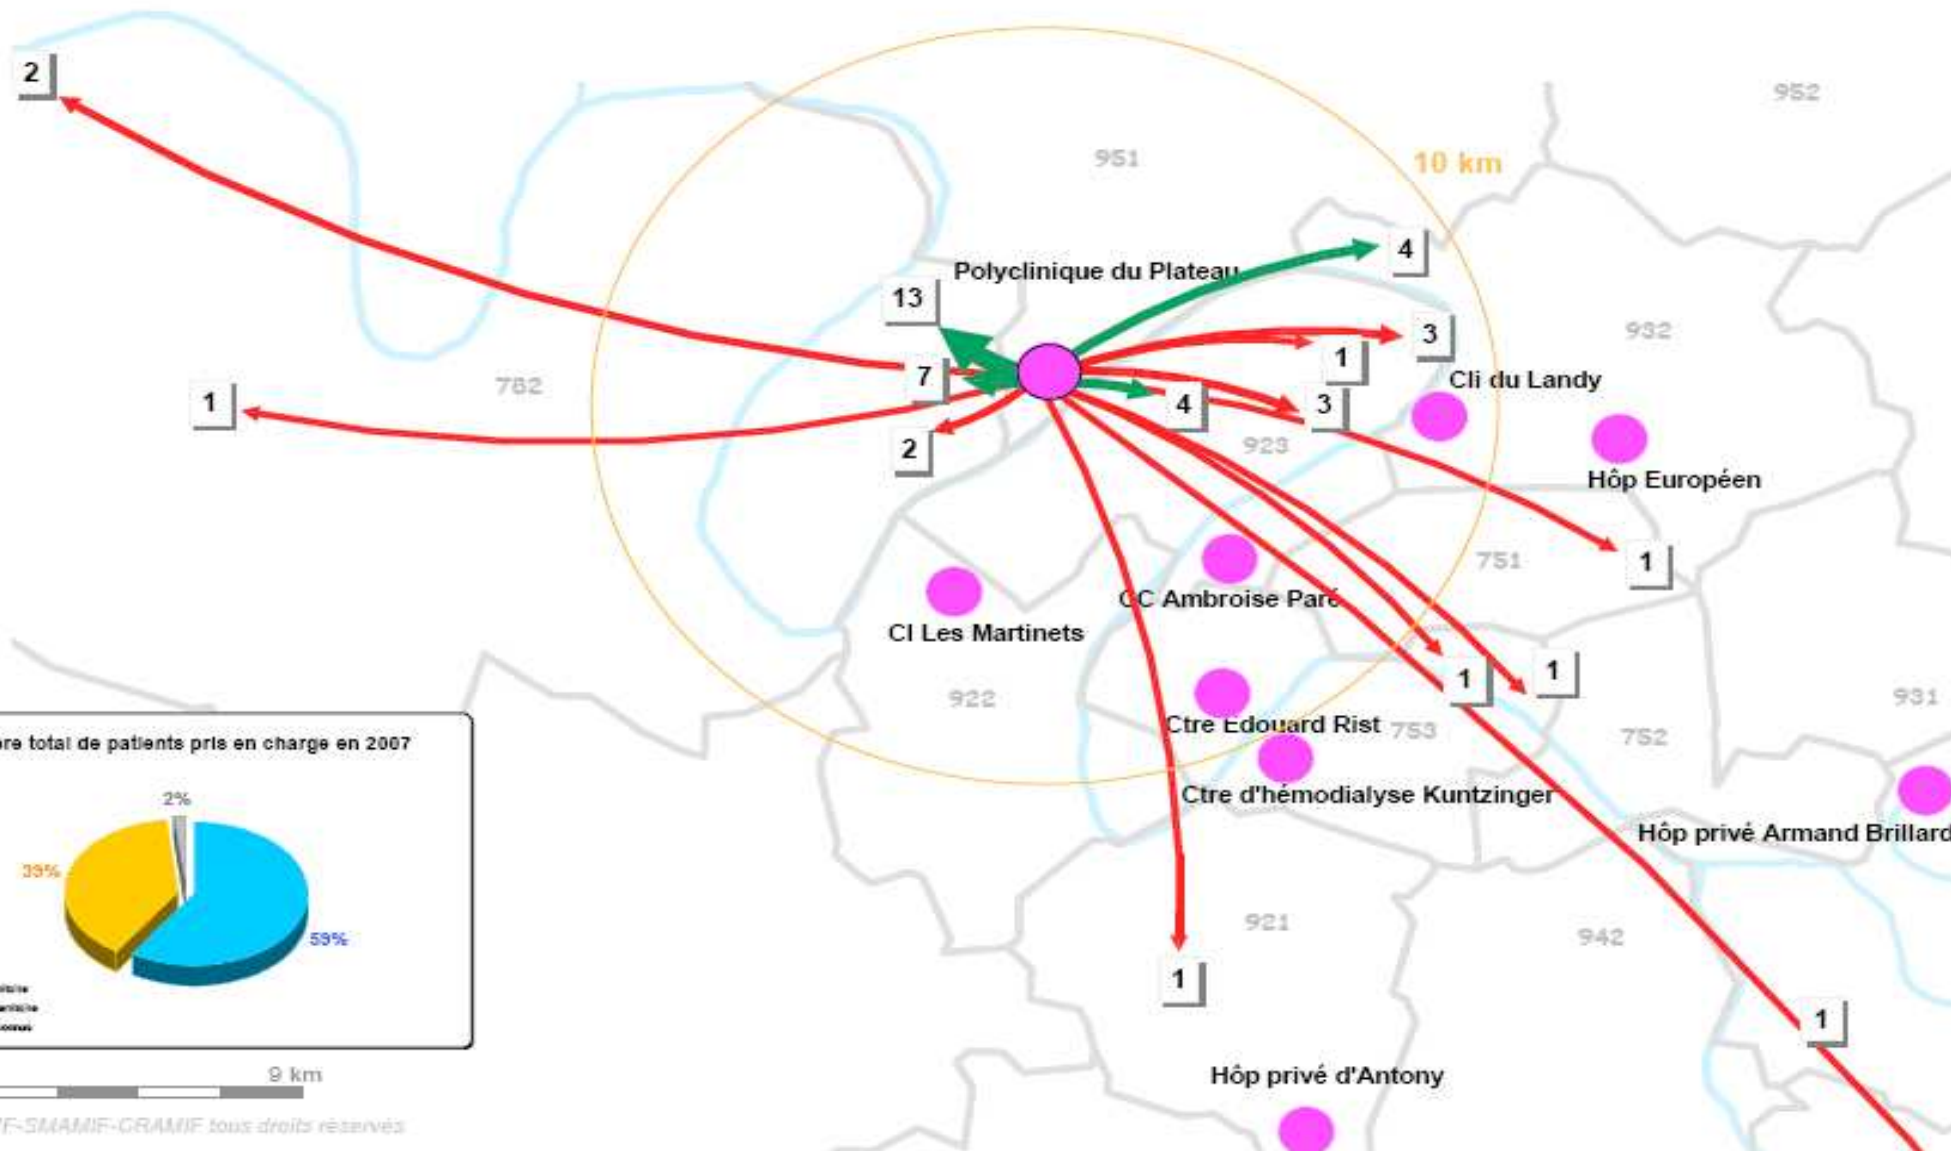 2
952
951
10 km
4
Polyclinique du Plateau
13
3
932
1
7
782
Cli du Landy
1
4
3
2
923
Hôp Européen
751
1
CC Ambroise Paré
Cl Les Martinets
1
1
922
931
Ctre Edouard Rist
753
752
re total de patients pris en charge en 2007
2%
Ctre d'hémodialyse Kuntzinger
Hôp privé Armand Brillard
39%
59%
921
942
1
1
9 km
Hôp privé d'Antony
F-SMAMIF-CRAMIF tous droits réservés